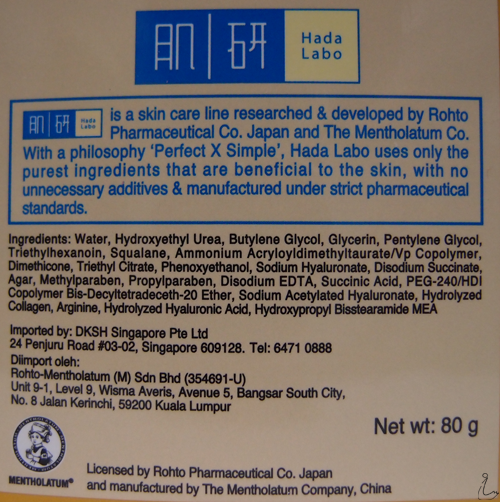 肌 研 Hada
Labo
肌 研 Hada Labo is a skin care line researched & developed by Rohto
Pharmaceutical Co. Japan and The Mentholatum Co.
With a philosophy 'Perfect X Simple', Hada Labo uses only the
purest ingredients that are beneficial to the skin, with no
unnecessary additives & manufactured under strict pharmaceutical
standards.
Ingredients: Water, Hydroxyethyl Urea, Butylene Glycol, Glycerin, Pentylene Glycol,
Triethylhexanoin, Squalane, Ammonium Acryloyldimethyltaurate/Vp Copolymer,
Dimethicone, Triethyl Citrate, Phenoxyethanol, Sodium Hyaluronate, Disodium Succinate,
Agar, Methylparaben, Propylparaben, Disodium EDTA, Succinic Acid, PEG-240/HDI
Copolymer Bis-Decyltetradeceth-20 Ether, Sodium Acetylated Hyaluronate, Hydrolyzed
Collagen, Arginine, Hydrolyzed Hyaluronic Acid, Hydroxypropyl Bisstearamide MEA
Imported by: DKSH Singapore Pte Ltd
24 Penjuru Road #03-02, Singapore 609128. Tel: 6471 0888
Diimport oleh:
Rohto-Mentholatum (M) Sdn Bhd (354691-U)
Unit 9-1, Level 9, Wisma Averis, Avenue 5, Bangsar South City,
No. 8 Jalan Kerinchi, 59200 Kuala Lumpur
Net wt: 80 g
MENTHOLATUM®
Licensed by Rohto Pharmaceutical Co. Japan
and manufactured by The Mentholatum Company, China